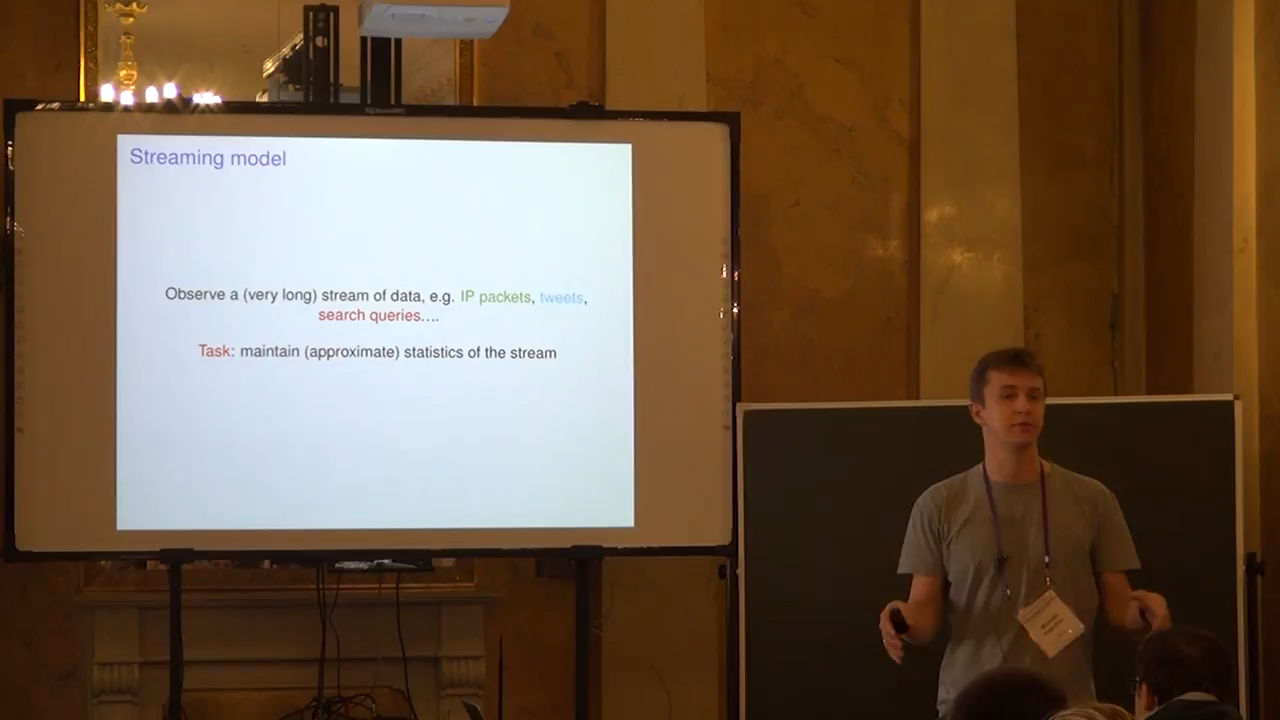 Streaming model
Observe a (very long) stream of data, e.g. IP packets, tweets,
search queries....
Task: maintain (approximate) statistics of the stream